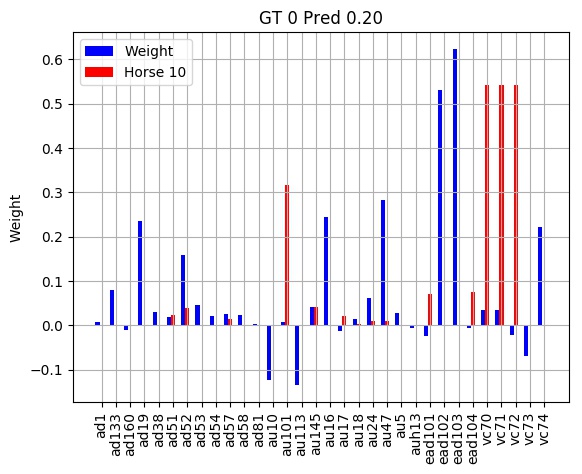 GT 0 Pred 0.20
Weight
Horse 10
Weight
0.6
0.5
0.4
0.3
0.2
0.1
0.0
−0.1
ad1
ad133
ad160
ad19
ad38
ad51
ad52
ad53
ad54
ad57
ad58
ad81
au10
au101
au113
au145
au16
au17
au18
au24
au47
au5
auh13
ead101
ead102
ead103
ead104
vc70
vc71
vc72
vc73
vc74